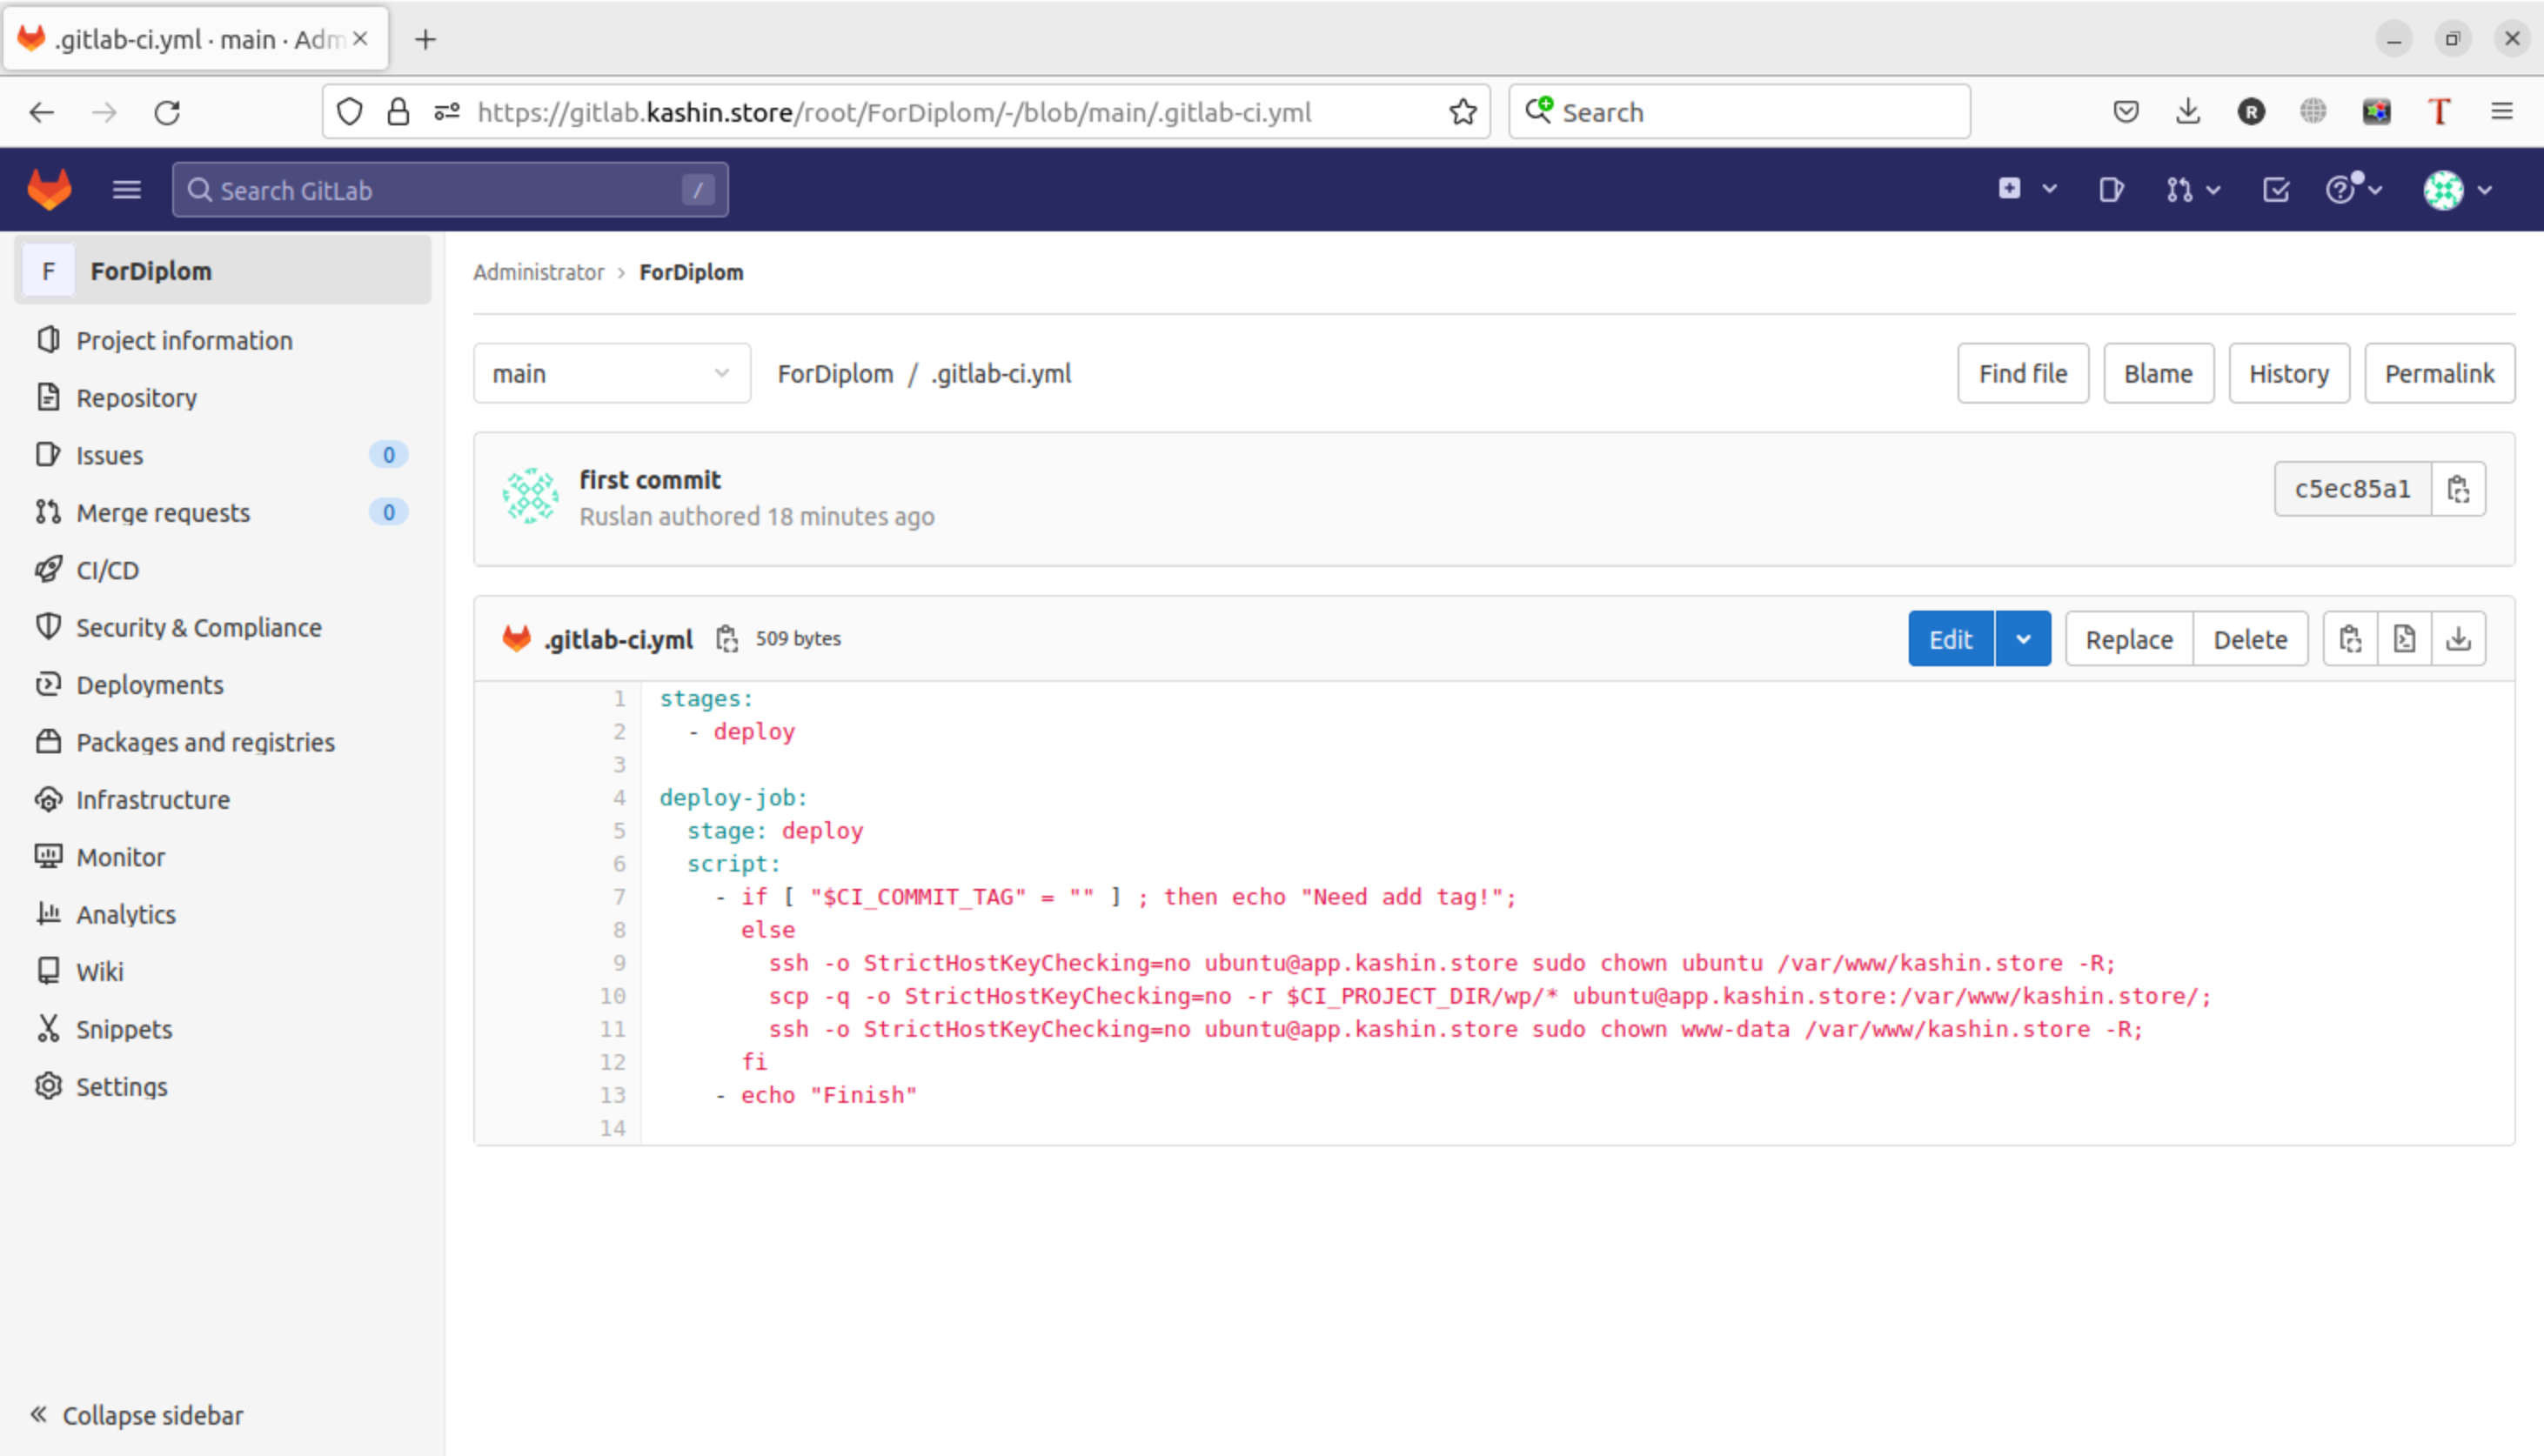 .gitlab-ci.yml · main · Adm
https://gitlab.kashin.store/root/ForDiplom/-/blob/main/.gitlab-ci.yml
Search
R
T
Search GitLab
/
F
ForDiplom
Project information
Repository
Issues
0
Merge requests
0
CI/CD
Security & Compliance
Deployments
Packages and registries
Infrastructure
Monitor
Analytics
Wiki
Snippets
Settings
Collapse sidebar
Administrator › ForDiplom
main
ForDiplom / .gitlab-ci.yml
Find file
Blame
History
Permalink
first commit
Ruslan authored 18 minutes ago
c5ec85a1
.gitlab-ci.yml
509 bytes
Edit
Replace
Delete
1 stages:
2   - deploy
3
4 deploy-job:
5   stage: deploy
6   script:
7     - if [ "$CI_COMMIT_TAG" = "" ] ; then echo "Need add tag!";
8       else
9         ssh -o StrictHostKeyChecking=no ubuntu@app.kashin.store sudo chown ubuntu /var/www/kashin.store -R;
10         scp -q -o StrictHostKeyChecking=no -r $CI_PROJECT_DIR/wp/* ubuntu@app.kashin.store:/var/www/kashin.store/;
11         ssh -o StrictHostKeyChecking=no ubuntu@app.kashin.store sudo chown www-data /var/www/kashin.store -R;
12       fi
13     - echo "Finish"
14